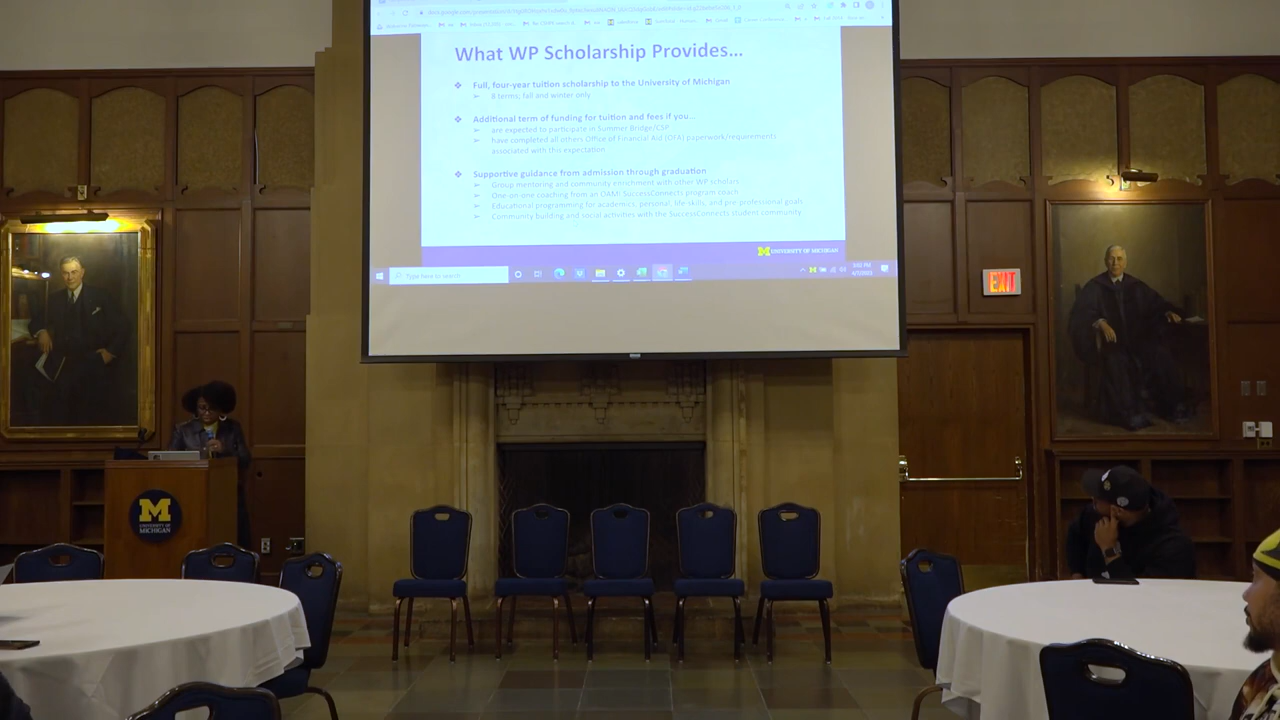 What WP Scholarship Provides...
Full, four-year tuition scholarship to the University of Michigan
8 terms; fall and winter only
Additional term of funding for tuition and fees if you...
are expected to participate in Summer Bridge/CSP
have completed all others Office of Financial Aid (OFA) paperwork/requirements
associated with this expectation
Supportive guidance from admission through graduation
Group mentoring and community enrichment with other WP scholars
One-on-one coaching from an OAMI SuccessConnects program coach
Educational programming for academics, personal, life skills, and pre-professional goals
Community building and social activities with the SuccessConnects student community
M UNIVERSITY OF MICHIGAN
Type here to search
EXIT
M
UNIVERSITY OF
MICHIGAN